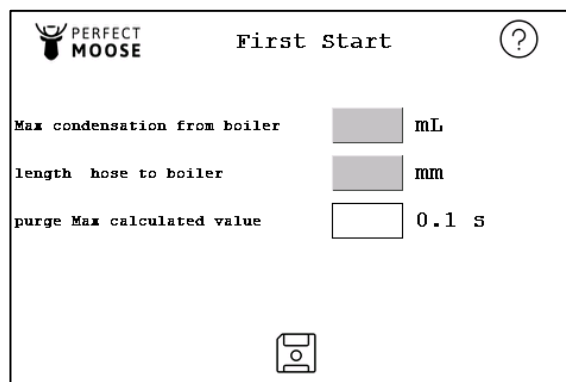 PERFECT
MOOSE
First Start
?
Max condensation from boiler mL
length hose to boiler mm
purge Max calculated value 0.1 s